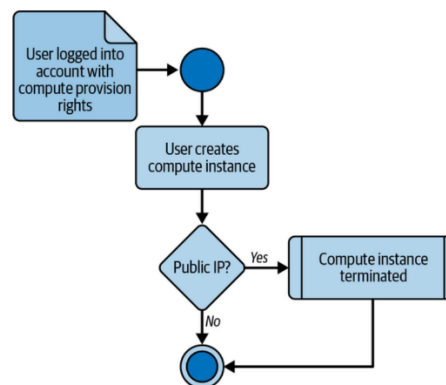 User logged into
account with
compute provision
rights
User creates
compute instance
Public IP?
Yes
Compute instance
terminated
No